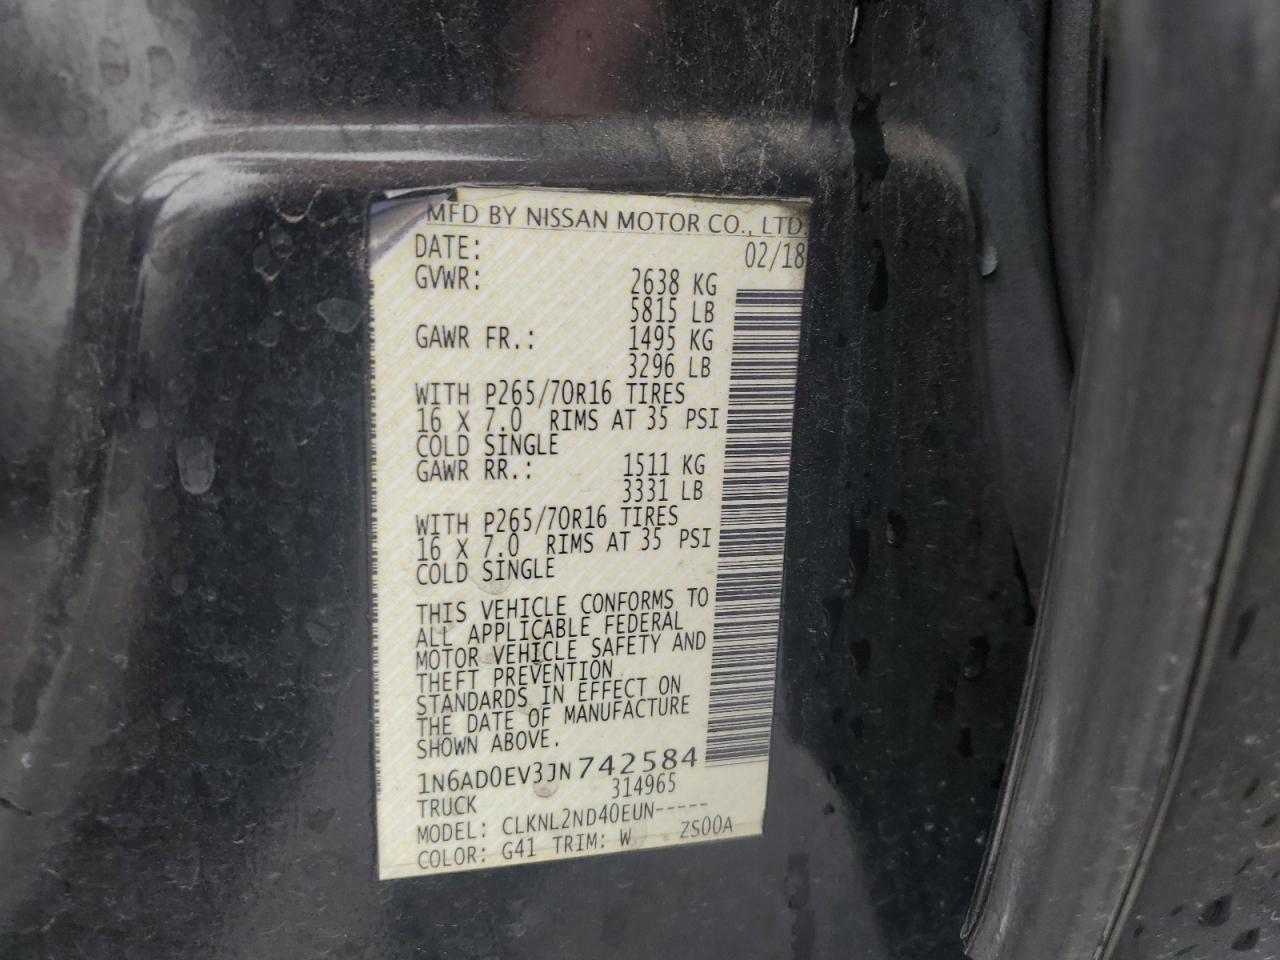 MFD BY NISSAN MOTOR CO., LTD
DATE: 02/18
GVWR: 2638 KG
5815 LB
GAWR FR.: 1495 KG
3296 LB
WITH P265/70R16 TIRES
16 X 7.0 RIMS AT 35 PSI
COLD SINGLE
GAWR RR.: 1511 KG
3331 LB
WITH P265/70R16 TIRES
16 X 7.0 RIMS AT 35 PSI
COLD SINGLE
THIS VEHICLE CONFORMS TO
ALL APPLICABLE FEDERAL
MOTOR VEHICLE SAFETY AND
THEFT PREVENTION
STANDARDS IN EFFECT ON
THE DATE OF MANUFACTURE
SHOWN ABOVE.
1N6AD0EV3JN742584
TRUCK 314965
MODEL: CLKNL2ND40EUN-----
COLOR: G41 TRIM: W ZS00A